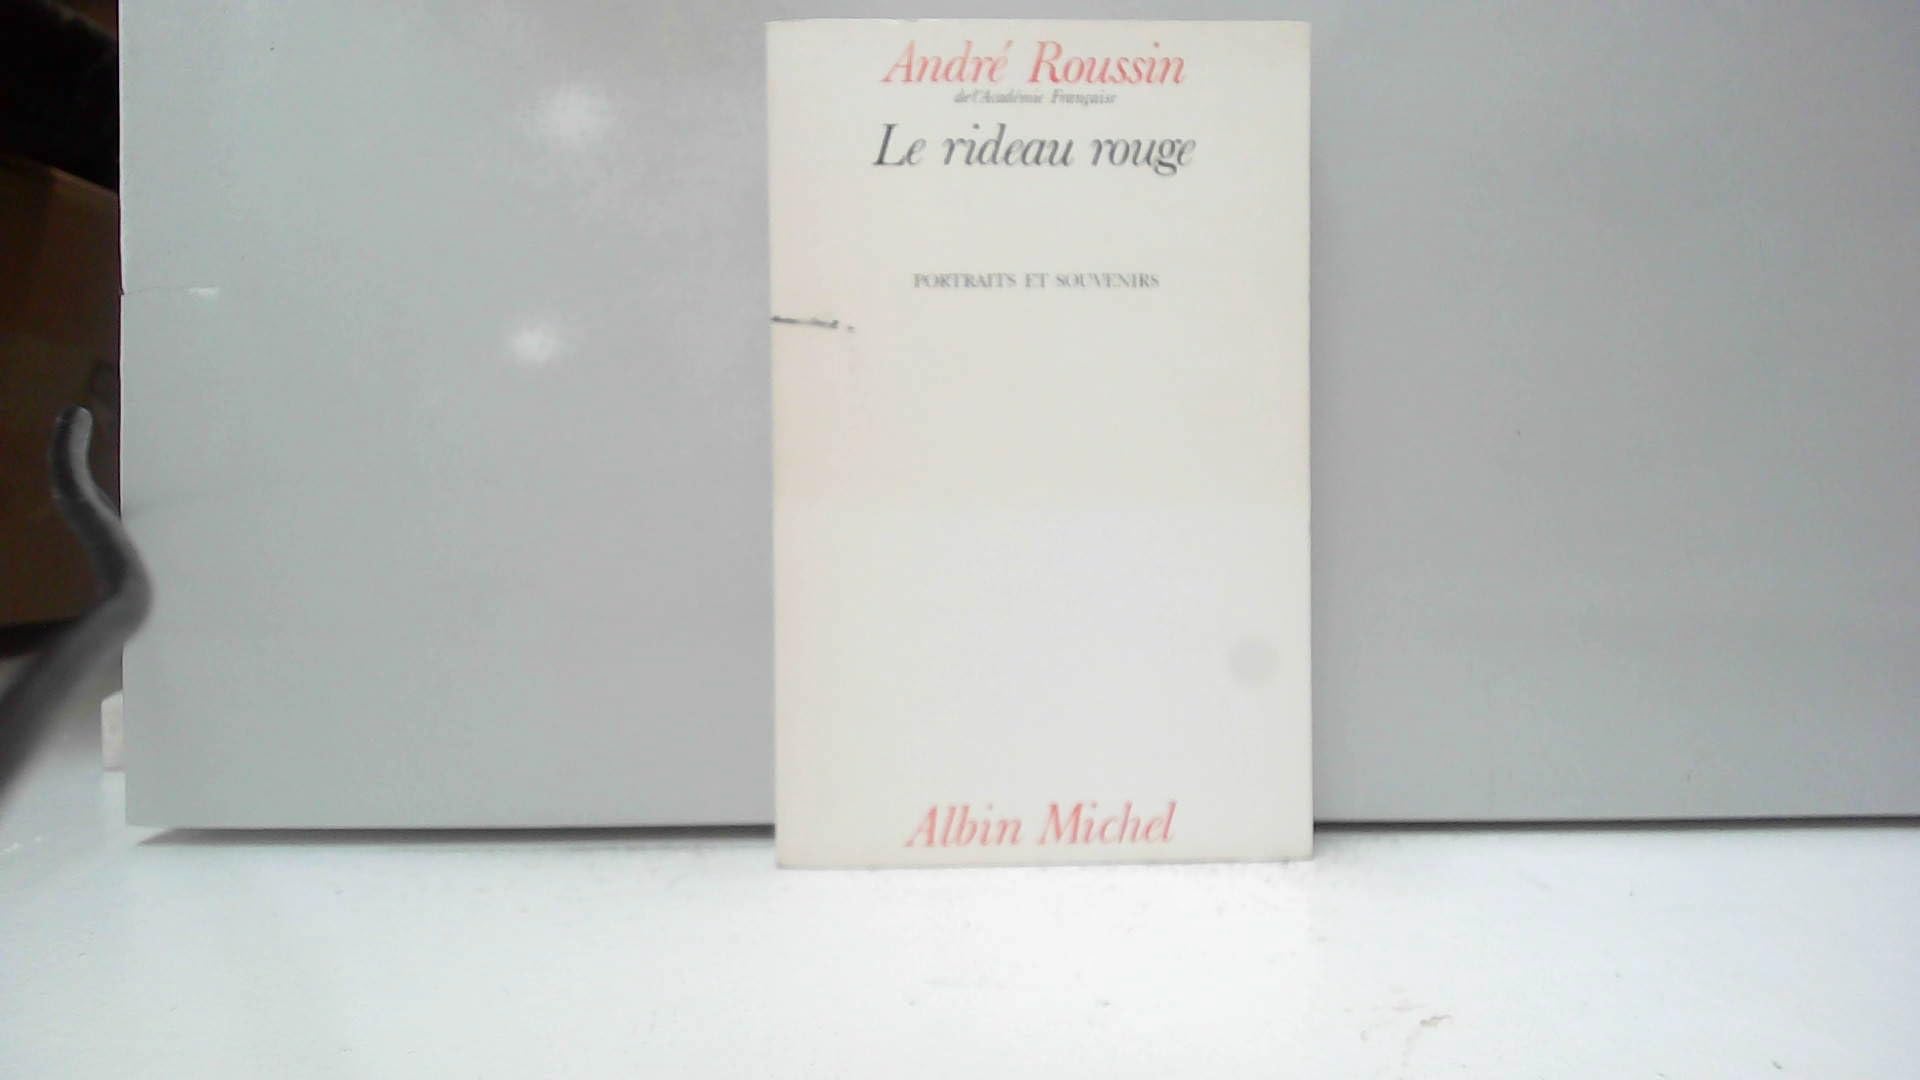 André Roussin
de l'Académie Française
Le rideau rouge
PORTRAITS ET SOUVENIRS
Albin Michel